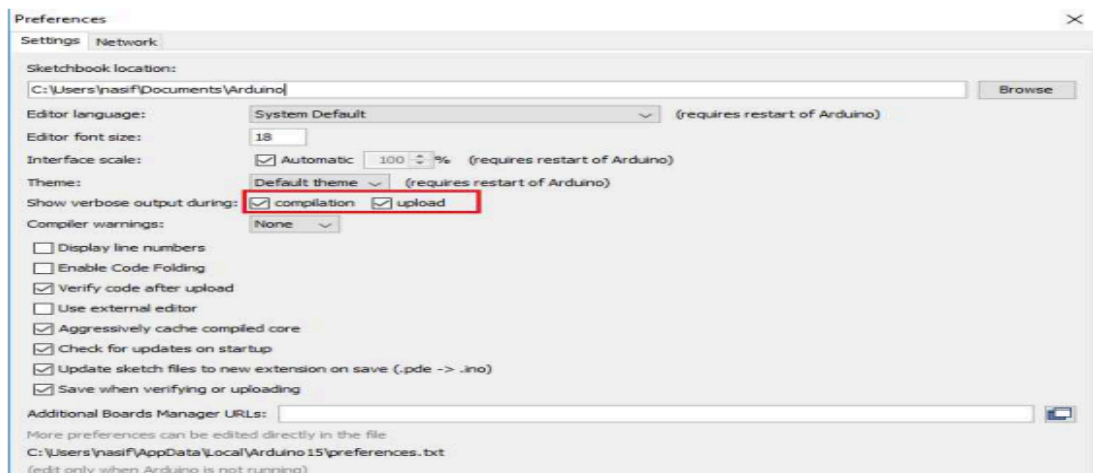 Preferences
Settings Network
Sketchbook location:
C:\Users\nasif\Documents\Arduino Browse
Editor language: System Default (requires restart of Arduino)
Editor font size: 18
Interface scale: Automatic 100 % (requires restart of Arduino)
Theme: Default theme (requires restart of Arduino)
Show verbose output during: compilation upload
Compiler warnings: None
Display line numbers
Enable Code Folding
Verify code after upload
Use external editor
Aggressively cache compiled core
Check for updates on startup
Update sketch files to new extension on save (.pde -> .ino)
Save when verifying or uploading
Additional Boards Manager URLs:
More preferences can be edited directly in the file
C:\Users\nasif\AppData\Local\Arduino15\preferences.txt
(edit only when Arduino is not running)